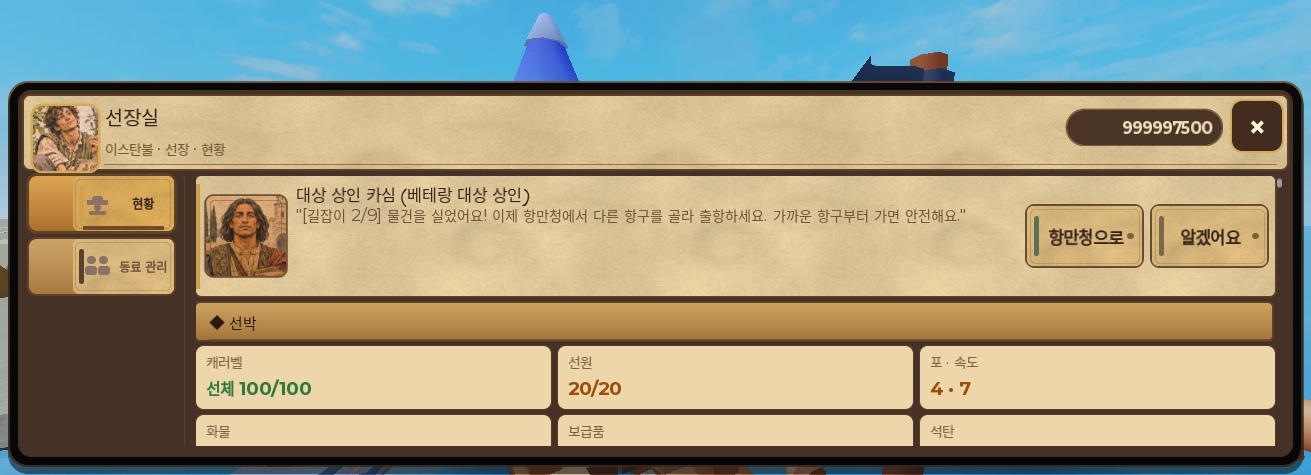 선장실
이스탄불 · 선장 · 현황
999997500
×
현황
동료 관리
대상 상인 카심 (베테랑 대상 상인)
"[길잡이 2/9] 물건을 실었어요! 이제 항만청에서 다른 항구를 골라 출항하세요. 가까운 항구부터 가면 안전해요."
항만청으로
알겠어요
◆ 선박
캐러벨
선체 100/100
선원
20/20
포 · 속도
4 · 7
화물
보급품
석탄